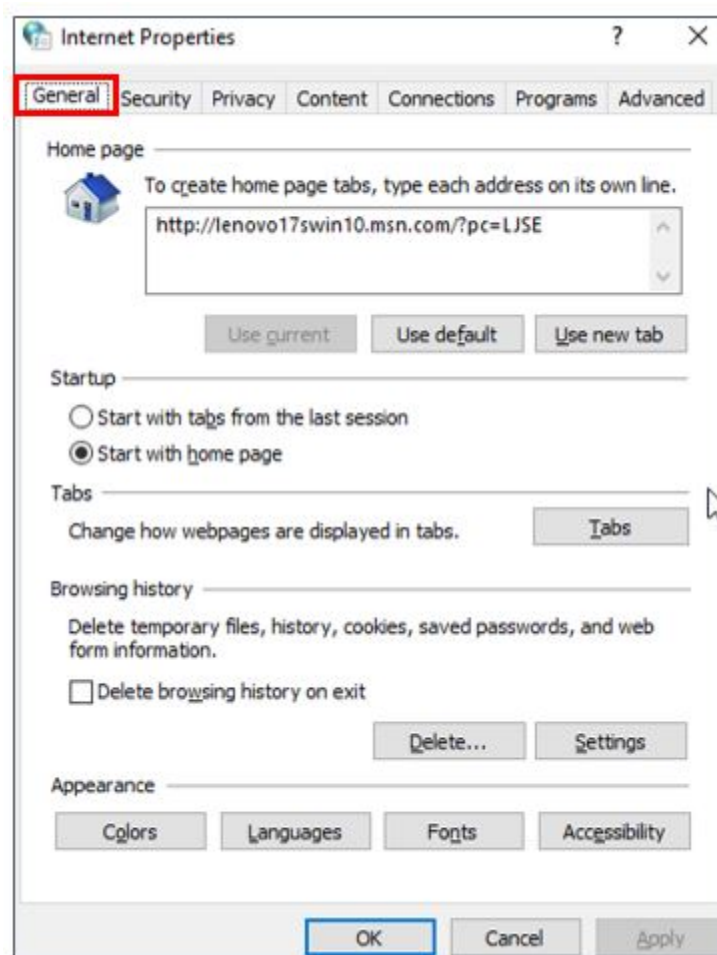 Internet Properties
General Security Privacy Content Connections Programs Advanced
Home page
To create home page tabs, type each address on its own line.
http://lenovo17swin10.msn.com/?pc=LJSE
Use current Use default Use new tab
Startup
Start with tabs from the last session
Start with home page
Tabs
Change how webpages are displayed in tabs. Tabs
Browsing history
Delete temporary files, history, cookies, saved passwords, and web
form information.
Delete browsing history on exit
Delete... Settings
Appearance
Colors Languages Fonts Accessibility
OK Cancel Apply